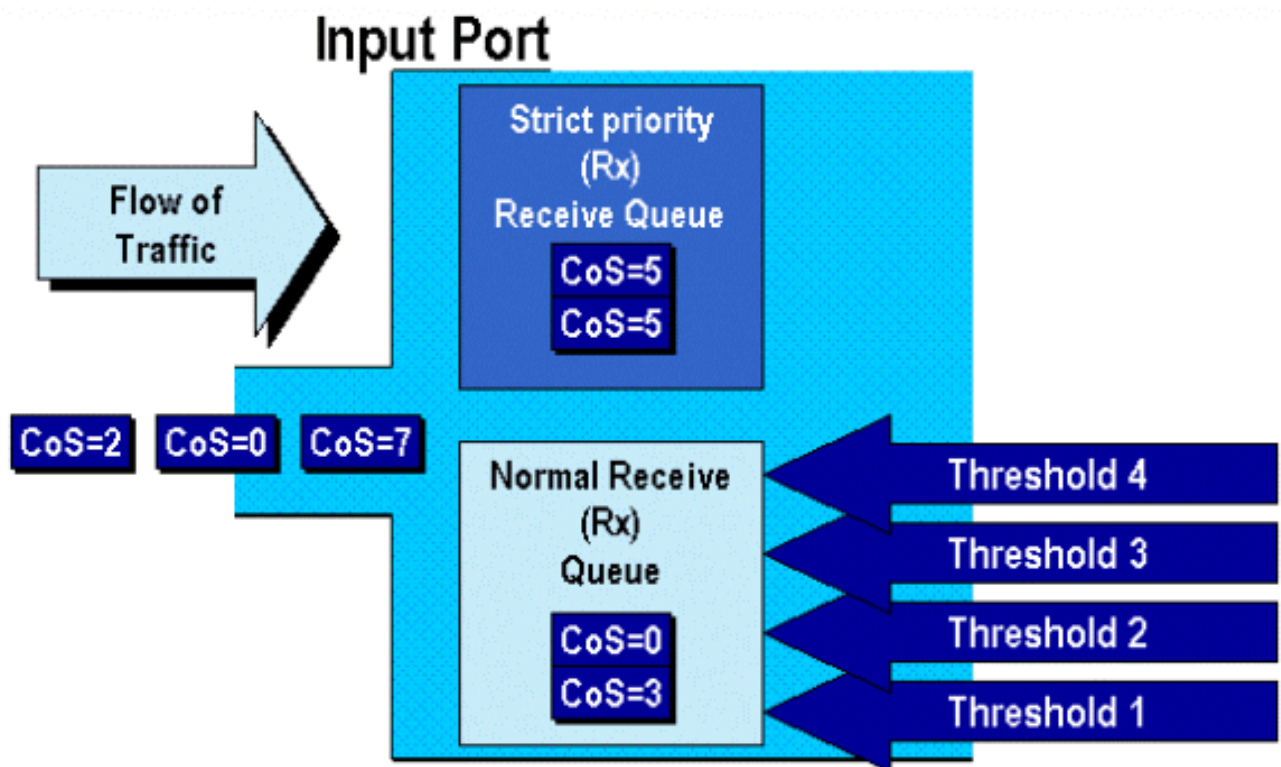 Input Port
Strict priority
(Rx)
Receive Queue
CoS=5
CoS=5
Flow of
Traffic
CoS=2 CoS=0 CoS=7
Normal Receive
(Rx)
Queue
CoS=0
CoS=3
Threshold 4
Threshold 3
Threshold 2
Threshold 1